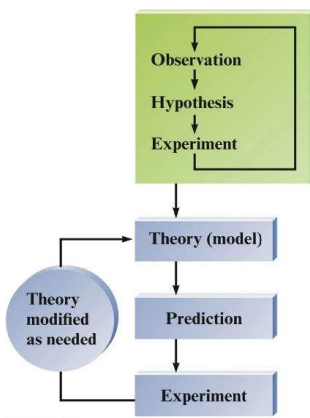 Observation
Hypothesis
Experiment
Theory (model)
Theory
modified
as needed
Prediction
Experiment